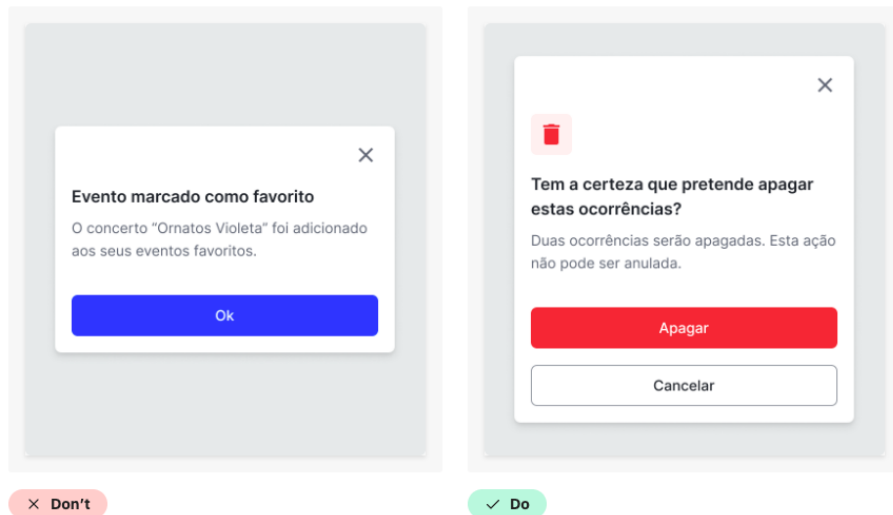 Evento marcado como favorito
O concerto “Ornatos Violeta” foi adicionado
aos seus eventos favoritos.
Ok
Don’t
Tem a certeza que pretende apagar
estas ocorrências?
Duas ocorrências serão apagadas. Esta ação
não pode ser anulada.
Apagar
Cancelar
Do